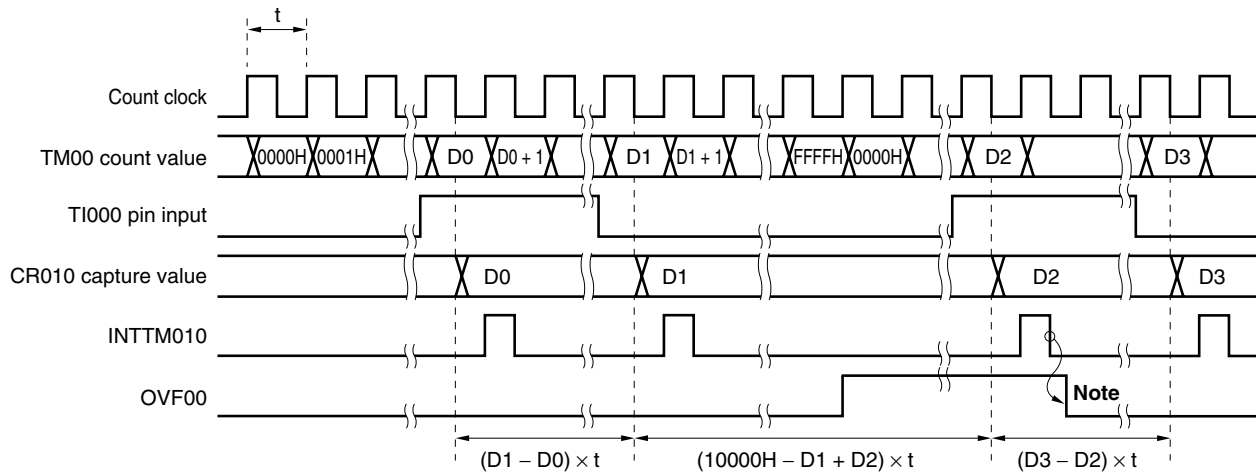 t
Count clock
TM00 count value 0000H 0001H D0 D0 + 1 D1 D1 + 1 FFFFH 0000H D2 D3
TI000 pin input
CR010 capture value D0 D1 D2 D3
INTTM010
OVF00 Note
(D1 − D0) × t (10000H − D1 + D2) × t (D3 − D2) × t